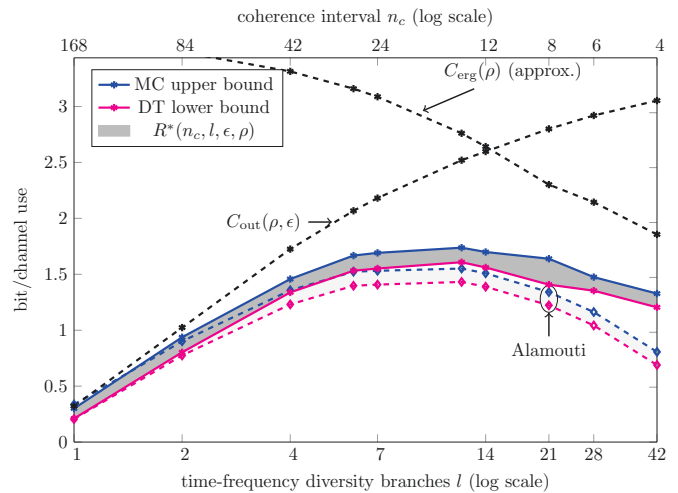 coherence interval n_c (log scale)
168 84 42 24 12 8 6 4
C_erg(ρ) (approx.)
MC upper bound
DT lower bound
R*(n_c, l, ϵ, ρ)
C_out(ρ, ϵ)
Alamouti
bit/channel use
3
2.5
2
1.5
1
0.5
0
1 2 4 7 14 21 28 42
time-frequency diversity branches l (log scale)